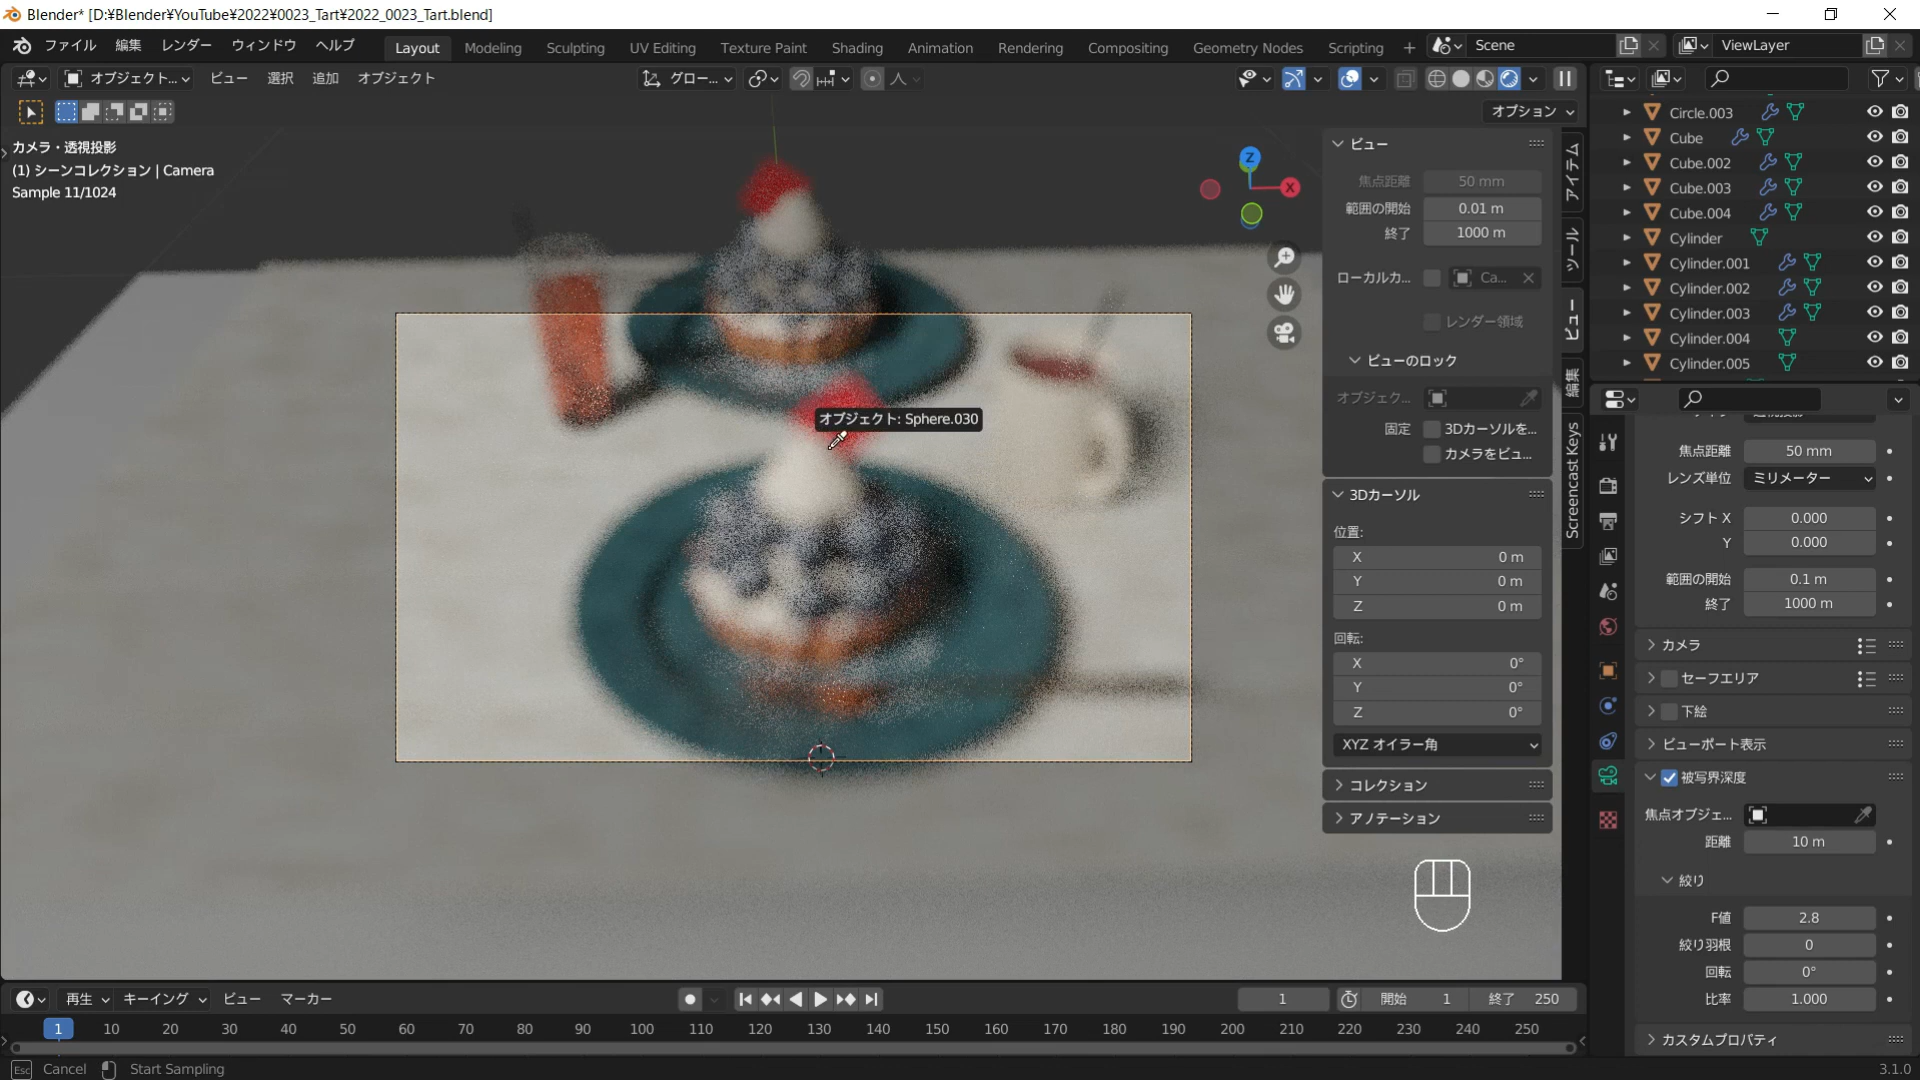 Blender* [D:¥Blender¥YouTube¥2022¥0023_Tart¥2022_0023_Tart.blend]
ファイル 編集 レンダー ウィンドウ ヘルプ Layout Modeling Sculpting UV Editing Texture Paint Shading Animation Rendering Compositing Geometry Nodes Scripting + Scene ViewLayer
オブジェクト... ビュー 選択 追加 オブジェクト グロー...
オプション
カメラ・透視投影
(1) シーンコレクション | Camera
Sample 11/1024
Z
X
オブジェクト: Sphere.030
ビュー
焦点距離 50 mm
範囲の開始 0.01 m
終了 1000 m
ローカルカ... Ca...
レンダー領域
ビューのロック
オブジェク...
固定 3Dカーソルを...
カメラをビュ...
3Dカーソル
位置:
X 0 m
Y 0 m
Z 0 m
回転:
X 0°
Y 0°
Z 0°
XYZ オイラー角
コレクション
アノテーション
アイテム
ツール
ビュー
編集
Screencast Keys
Circle.003
Cube
Cube.002
Cube.003
Cube.004
Cylinder
Cylinder.001
Cylinder.002
Cylinder.003
Cylinder.004
Cylinder.005
焦点距離 50 mm
レンズ単位 ミリメーター
シフト X 0.000
Y 0.000
範囲の開始 0.1 m
終了 1000 m
カメラ
セーフエリア
下絵
ビューポート表示
被写界深度
焦点オブジェ...
距離 10 m
絞り
F値 2.8
絞り羽根 0
回転 0°
比率 1.000
カスタムプロパティ
再生 キーイング ビュー マーカー 1 開始 1 終了 250
1 10 20 30 40 50 60 70 80 90 100 110 120 130 140 150 160 170 180 190 200 210 220 230 240 250
Esc Cancel Start Sampling 3.1.0